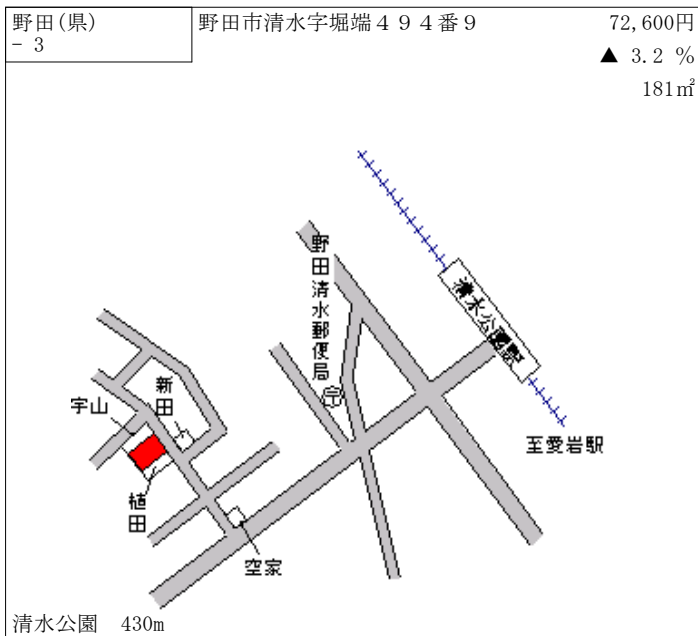 野田(県)
- 3
野田市清水字堀端４９４番９
72,600円
▲ 3.2 %
181㎡
野田清水郵便局
清水公園駅
至愛岩駅
新田
宇山
植田
空家
清水公園 430m